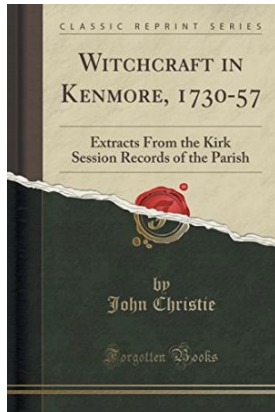 CLASSIC REPRINT SERIES
WITCHCRAFT IN
KENMORE, 1730-57
Extracts From the Kirk
Session Records of the Parish
by
John Christie
Forgotten Books